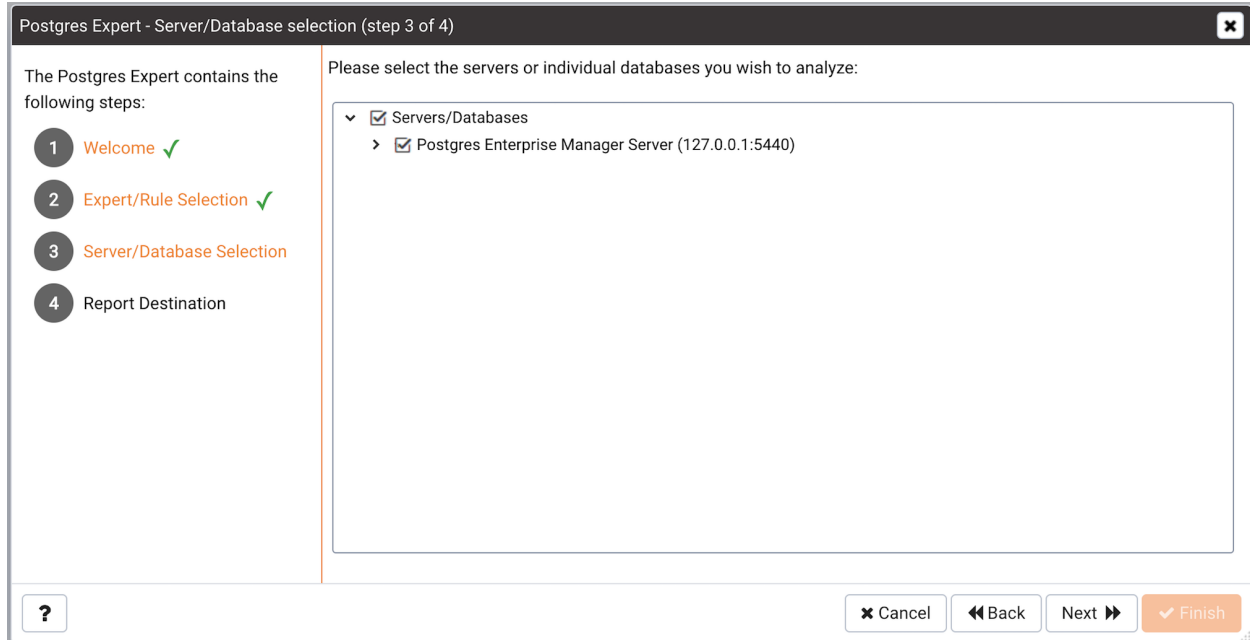 Postgres Expert - Server/Database selection (step 3 of 4)
The Postgres Expert contains the
following steps:
1 Welcome
2 Expert/Rule Selection
3 Server/Database Selection
4 Report Destination
Please select the servers or individual databases you wish to analyze:
Servers/Databases
Postgres Enterprise Manager Server (127.0.0.1:5440)
? Cancel Back Next Finish